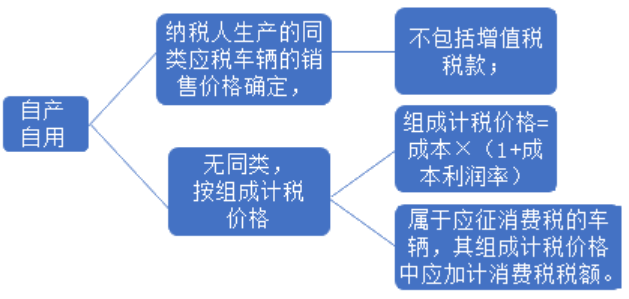 自产
自用
纳税人生产的同
类应税车辆的销
售价格确定，
不包括增值税
税款；
无同类，
按组成计税
价格
组成计税价格=
成本×（1+成
本利润率）
属于应征消费税的车
辆，其组成计税价格
中应加计消费税税额。